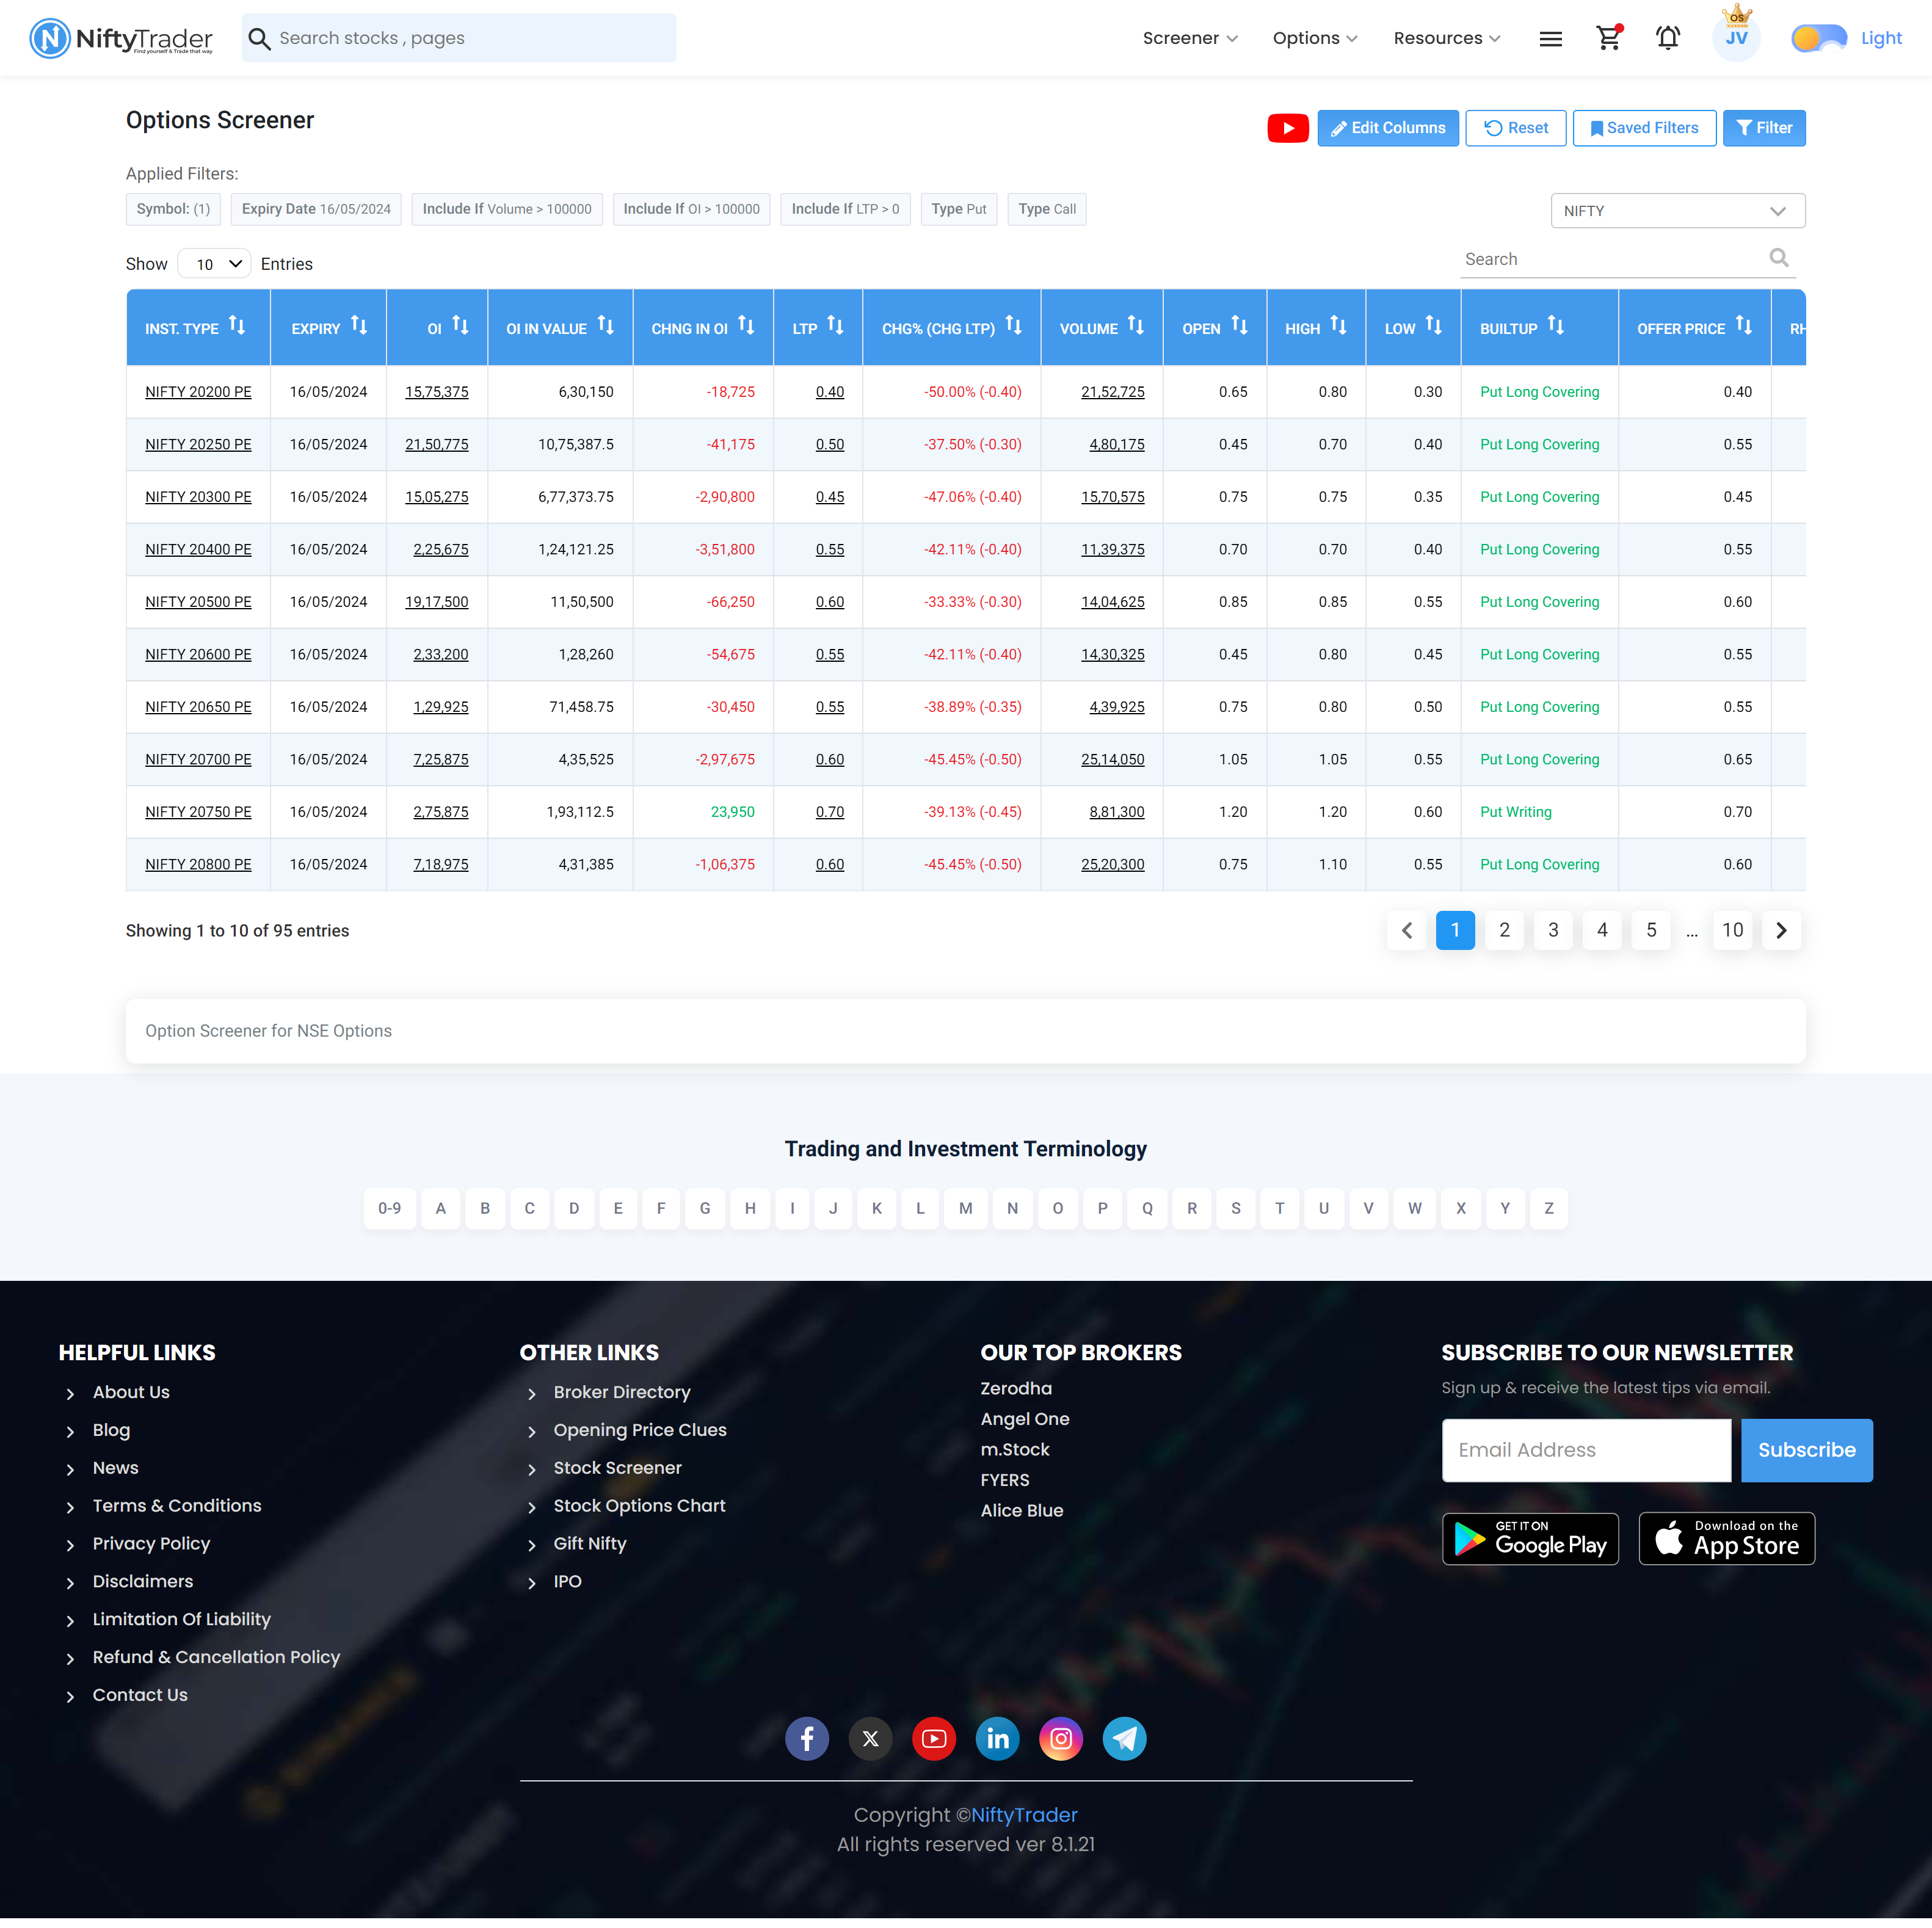 NiftyTrader
Find yourself & Trade that way
Search stocks , pages
Screener
Options
Resources
OS
JV
Light
Options Screener
Edit Columns
Reset
Saved Filters
Filter
Applied Filters:
Symbol: (1) Expiry Date 16/05/2024 Include If Volume > 100000 Include If OI > 100000 Include If LTP > 0 Type Put Type Call
NIFTY
Show 10 Entries
Search
INST. TYPE EXPIRY OI OI IN VALUE CHNG IN OI LTP CHG% (CHG LTP) VOLUME OPEN HIGH LOW BUILTUP OFFER PRICE RH
NIFTY 20200 PE 16/05/2024 15,75,375 6,30,150 -18,725 0.40 -50.00% (-0.40) 21,52,725 0.65 0.80 0.30 Put Long Covering 0.40
NIFTY 20250 PE 16/05/2024 21,50,775 10,75,387.5 -41,175 0.50 -37.50% (-0.30) 4,80,175 0.45 0.70 0.40 Put Long Covering 0.55
NIFTY 20300 PE 16/05/2024 15,05,275 6,77,373.75 -2,90,800 0.45 -47.06% (-0.40) 15,70,575 0.75 0.75 0.35 Put Long Covering 0.45
NIFTY 20400 PE 16/05/2024 2,25,675 1,24,121.25 -3,51,800 0.55 -42.11% (-0.40) 11,39,375 0.70 0.70 0.40 Put Long Covering 0.55
NIFTY 20500 PE 16/05/2024 19,17,500 11,50,500 -66,250 0.60 -33.33% (-0.30) 14,04,625 0.85 0.85 0.55 Put Long Covering 0.60
NIFTY 20600 PE 16/05/2024 2,33,200 1,28,260 -54,675 0.55 -42.11% (-0.40) 14,30,325 0.45 0.80 0.45 Put Long Covering 0.55
NIFTY 20650 PE 16/05/2024 1,29,925 71,458.75 -30,450 0.55 -38.89% (-0.35) 4,39,925 0.75 0.80 0.50 Put Long Covering 0.55
NIFTY 20700 PE 16/05/2024 7,25,875 4,35,525 -2,97,675 0.60 -45.45% (-0.50) 25,14,050 1.05 1.05 0.55 Put Long Covering 0.65
NIFTY 20750 PE 16/05/2024 2,75,875 1,93,112.5 23,950 0.70 -39.13% (-0.45) 8,81,300 1.20 1.20 0.60 Put Writing 0.70
NIFTY 20800 PE 16/05/2024 7,18,975 4,31,385 -1,06,375 0.60 -45.45% (-0.50) 25,20,300 0.75 1.10 0.55 Put Long Covering 0.60
Showing 1 to 10 of 95 entries
1 2 3 4 5 ... 10
Option Screener for NSE Options
Trading and Investment Terminology
0-9 A B C D E F G H I J K L M N O P Q R S T U V W X Y Z
HELPFUL LINKS
About Us
Blog
News
Terms & Conditions
Privacy Policy
Disclaimers
Limitation Of Liability
Refund & Cancellation Policy
Contact Us
OTHER LINKS
Broker Directory
Opening Price Clues
Stock Screener
Stock Options Chart
Gift Nifty
IPO
OUR TOP BROKERS
Zerodha
Angel One
m.Stock
FYERS
Alice Blue
SUBSCRIBE TO OUR NEWSLETTER
Sign up & receive the latest tips via email.
Email Address
Subscribe
GET IT ON
Google Play
Download on the
App Store
Copyright ©NiftyTrader
All rights reserved ver 8.1.21